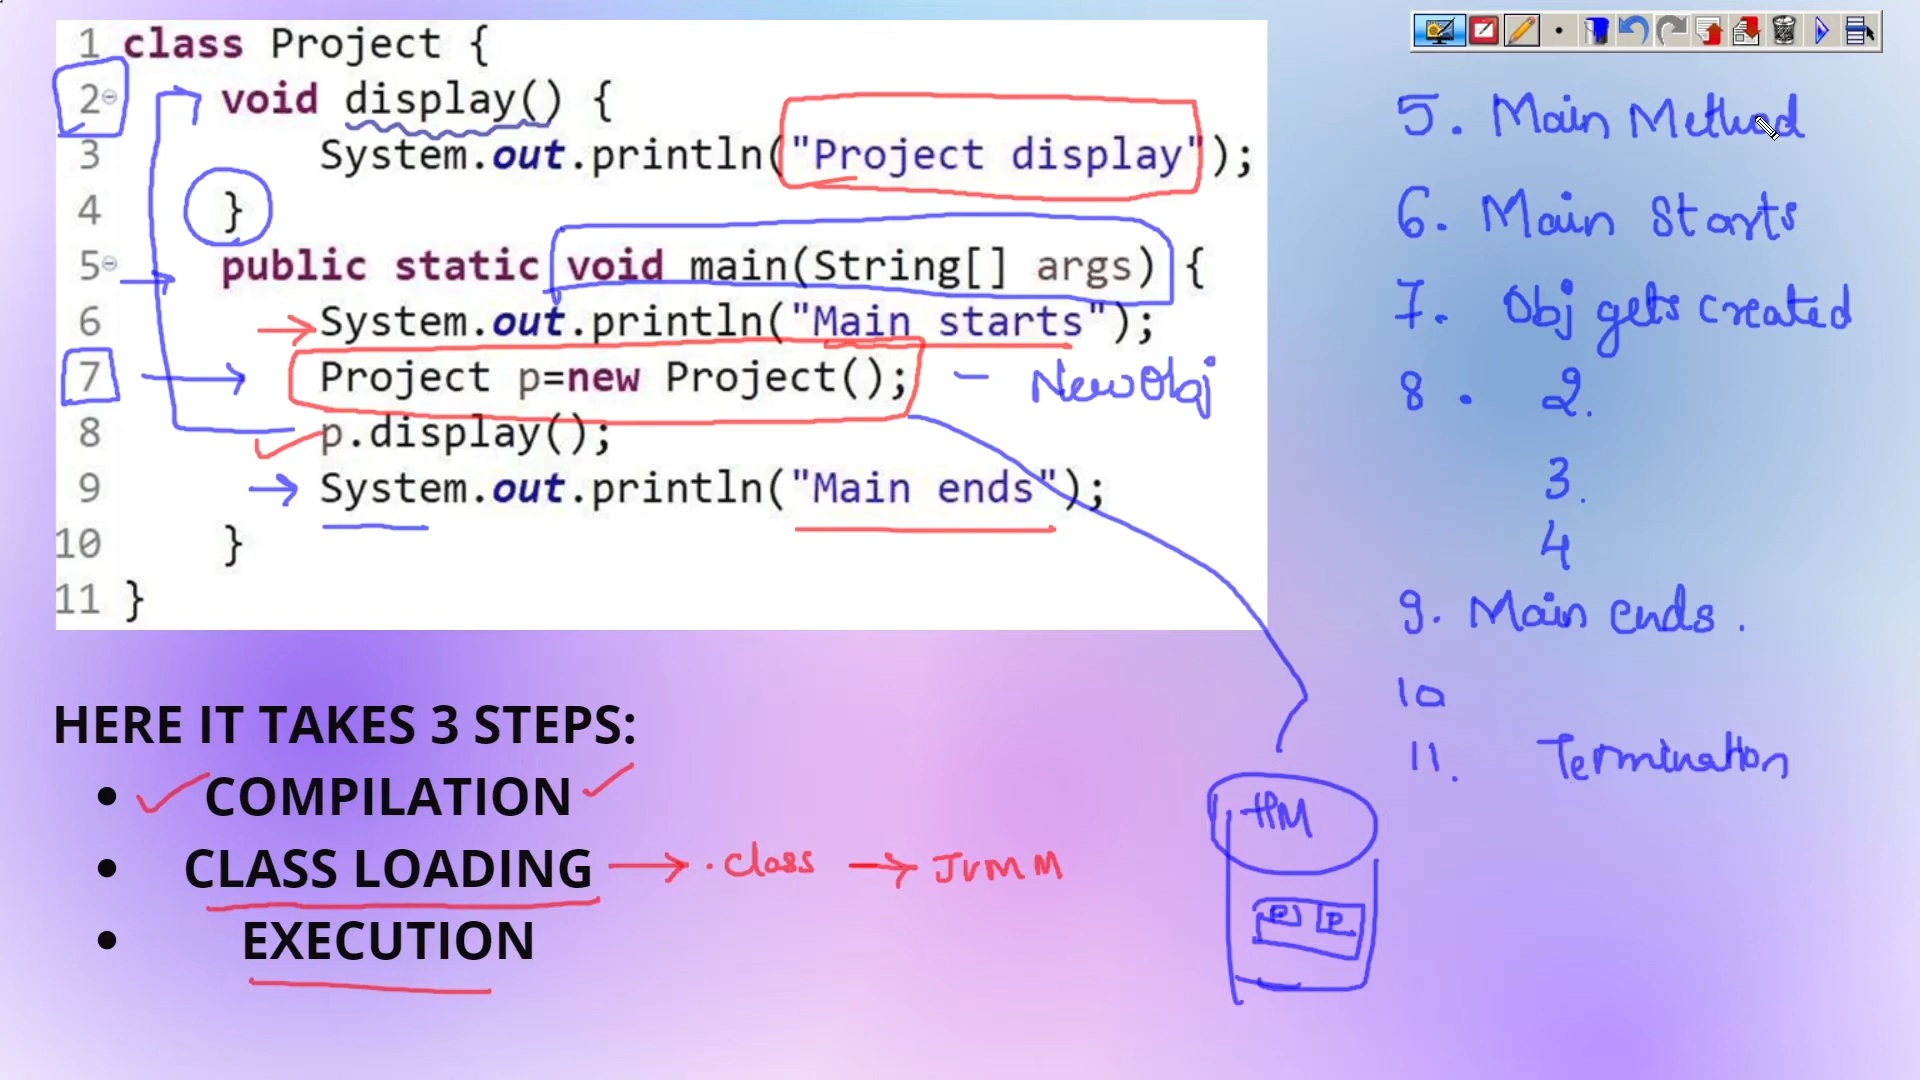 1 class Project {
2 void display() {
3 System.out.println("Project display");
4 }
5 public static void main(String[] args) {
6 System.out.println("Main starts");
7 Project p=new Project(); - New Obj
8 p.display();
9 System.out.println("Main ends");
10 }
11 }
HERE IT TAKES 3 STEPS:
• COMPILATION
• CLASS LOADING → .class → JVMM
• EXECUTION
HM
P P
5. Main Method
6. Main Starts
7. Obj gets created
8. 2.
3.
4
9. Main ends.
10
11. Termination